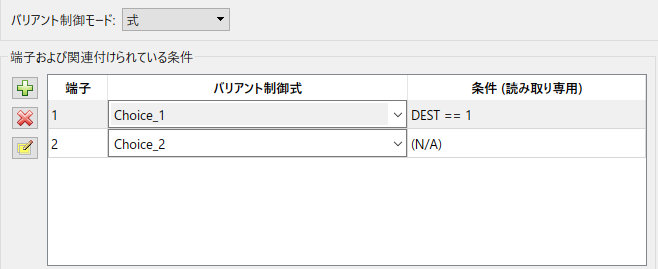 バリアント制御モード: 式
端子および関連付けられている条件
端子 バリアント制御式 条件 (読み取り専用)
1 Choice_1 DEST == 1
2 Choice_2 (N/A)